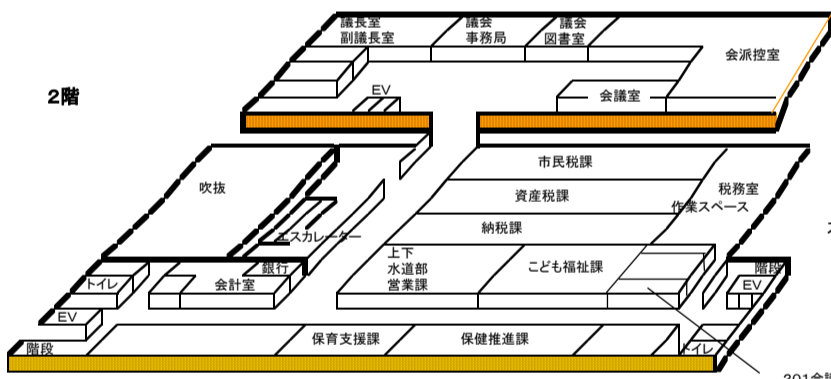 議長室
副議長室
議会
事務局
議会
図書室
会派控室
2階
EV
会議室
市民税課
吹抜
資産税課
税務室
作業スペース
納税課
エスカレーター
上下
水道部
営業課
こども福祉課
銀行
会計室
トイレ
階段
EV
EV
保育支援課
保健推進課
階段
トイレ